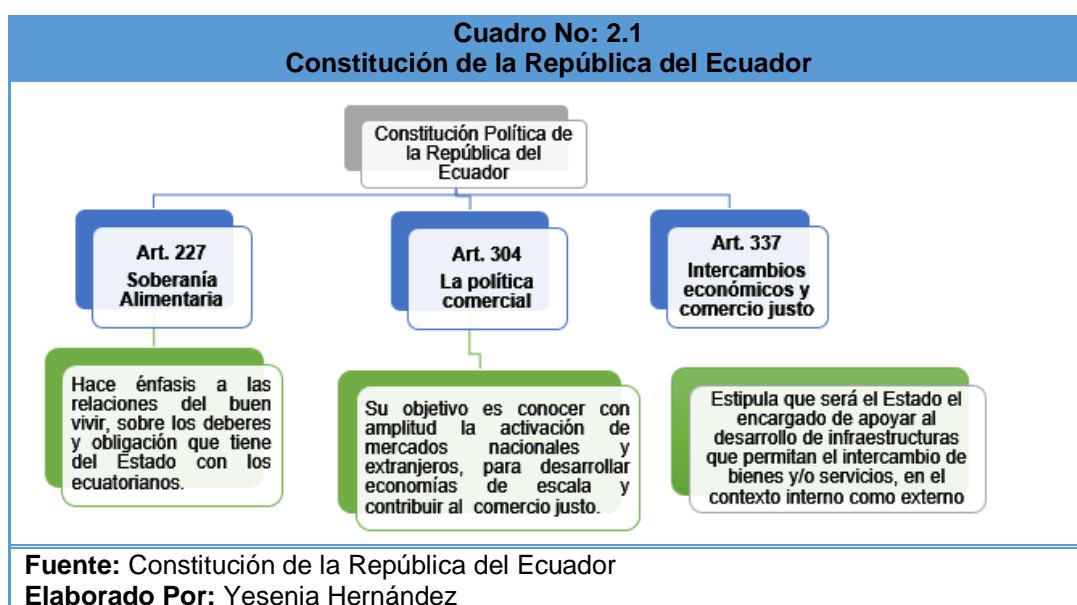 Cuadro No: 2.1
Constitución de la República del Ecuador
Constitución Política de
la República del
Ecuador
Art. 227
Soberanía
Alimentaria
Art. 304
La política
comercial
Art. 337
Intercambios
económicos y
comercio justo
Hace énfasis a las
relaciones del buen
vivir, sobre los deberes
y obligación que tiene
del Estado con los
ecuatorianos.
Su objetivo es conocer con
amplitud la activación de
mercados nacionales y
extranjeros, para desarrollar
economías de escala y
contribuir al comercio justo.
Estipula que será el Estado el
encargado de apoyar al
desarrollo de infraestructuras
que permitan el intercambio de
bienes y/o servicios, en el
contexto interno como externo
Fuente: Constitución de la República del Ecuador
Elaborado Por: Yesenia Hernández